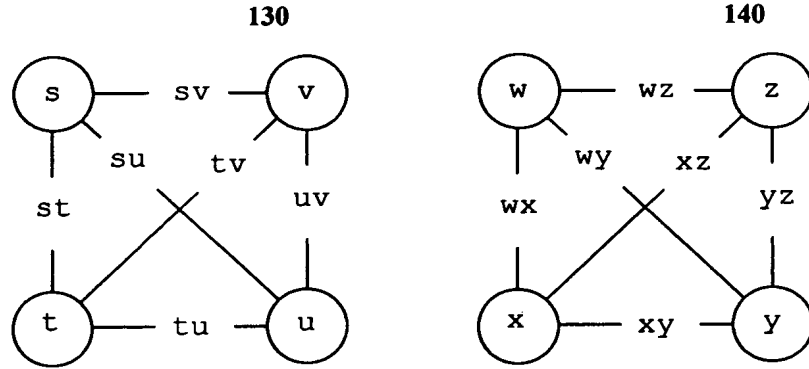 130 140
s sv v w wz z
su tv wy xz
st uv wx yz
t tu u x xy y